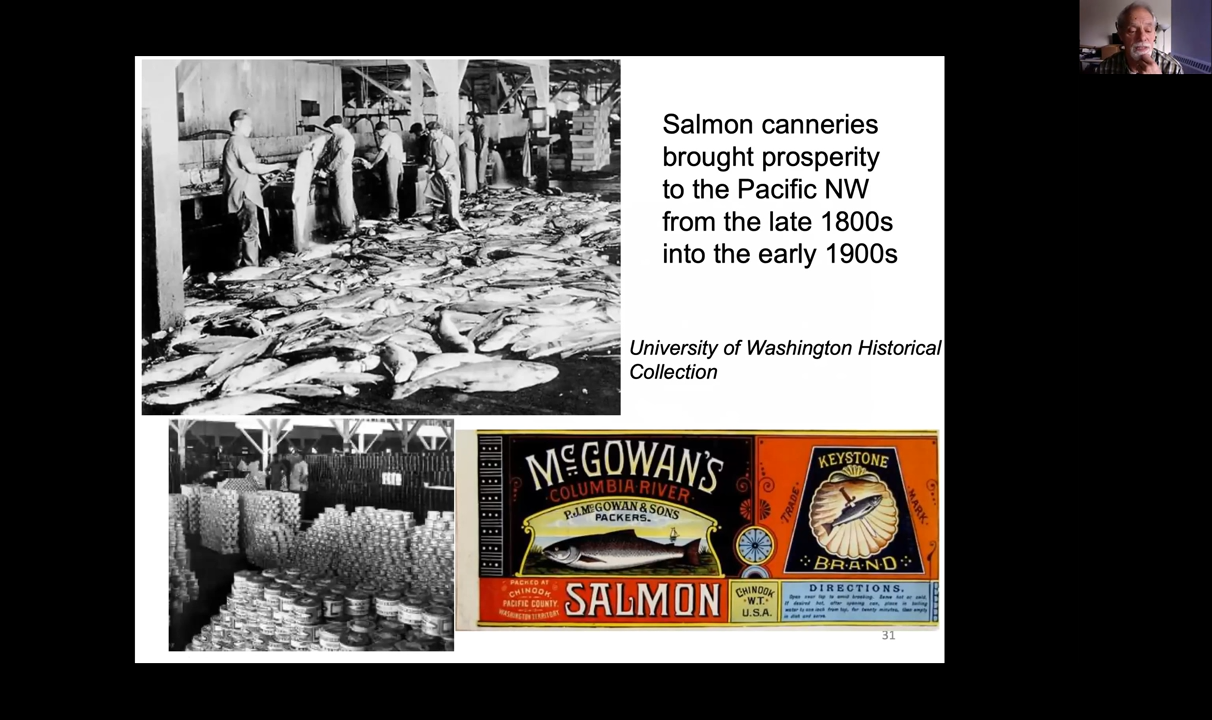 Salmon canneries
brought prosperity
to the Pacific NW
from the late 1800s
into the early 1900s
University of Washington Historical
Collection
McGOWAN'S
COLUMBIA RIVER
P.J. McGOWAN & SONS
PACKERS.
PACKED AT
CHINOOK
PACIFIC COUNTY.
WASHINGTON TERRITORY
SALMON
CHINOOK
W.T.
U.S.A.
KEYSTONE
TRADE MARK
BRAND
DIRECTIONS.
31